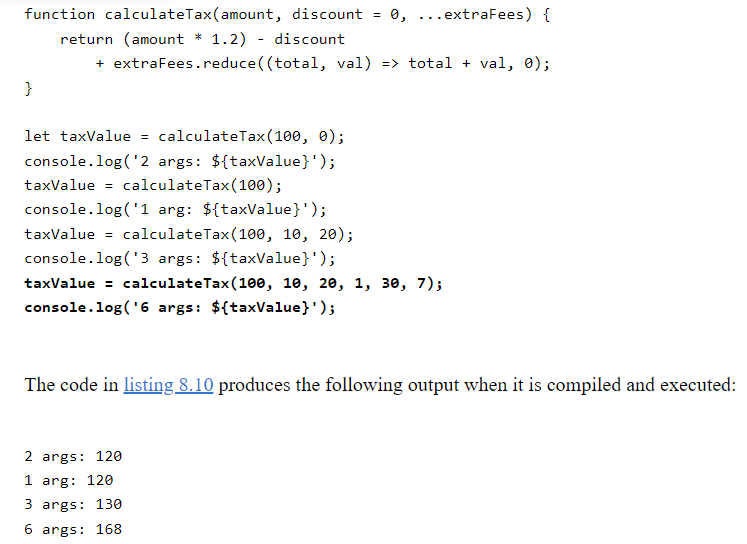 function calculateTax(amount, discount = 0, ...extraFees) {
    return (amount * 1.2) - discount
        + extraFees.reduce((total, val) => total + val, 0);
}
let taxValue = calculateTax(100, 0);
console.log('2 args: ${taxValue}');
taxValue = calculateTax(100);
console.log('1 arg: ${taxValue}');
taxValue = calculateTax(100, 10, 20);
console.log('3 args: ${taxValue}');
taxValue = calculateTax(100, 10, 20, 1, 30, 7);
console.log('6 args: ${taxValue}');
The code in listing 8.10 produces the following output when it is compiled and executed:
2 args: 120
1 arg: 120
3 args: 130
6 args: 168